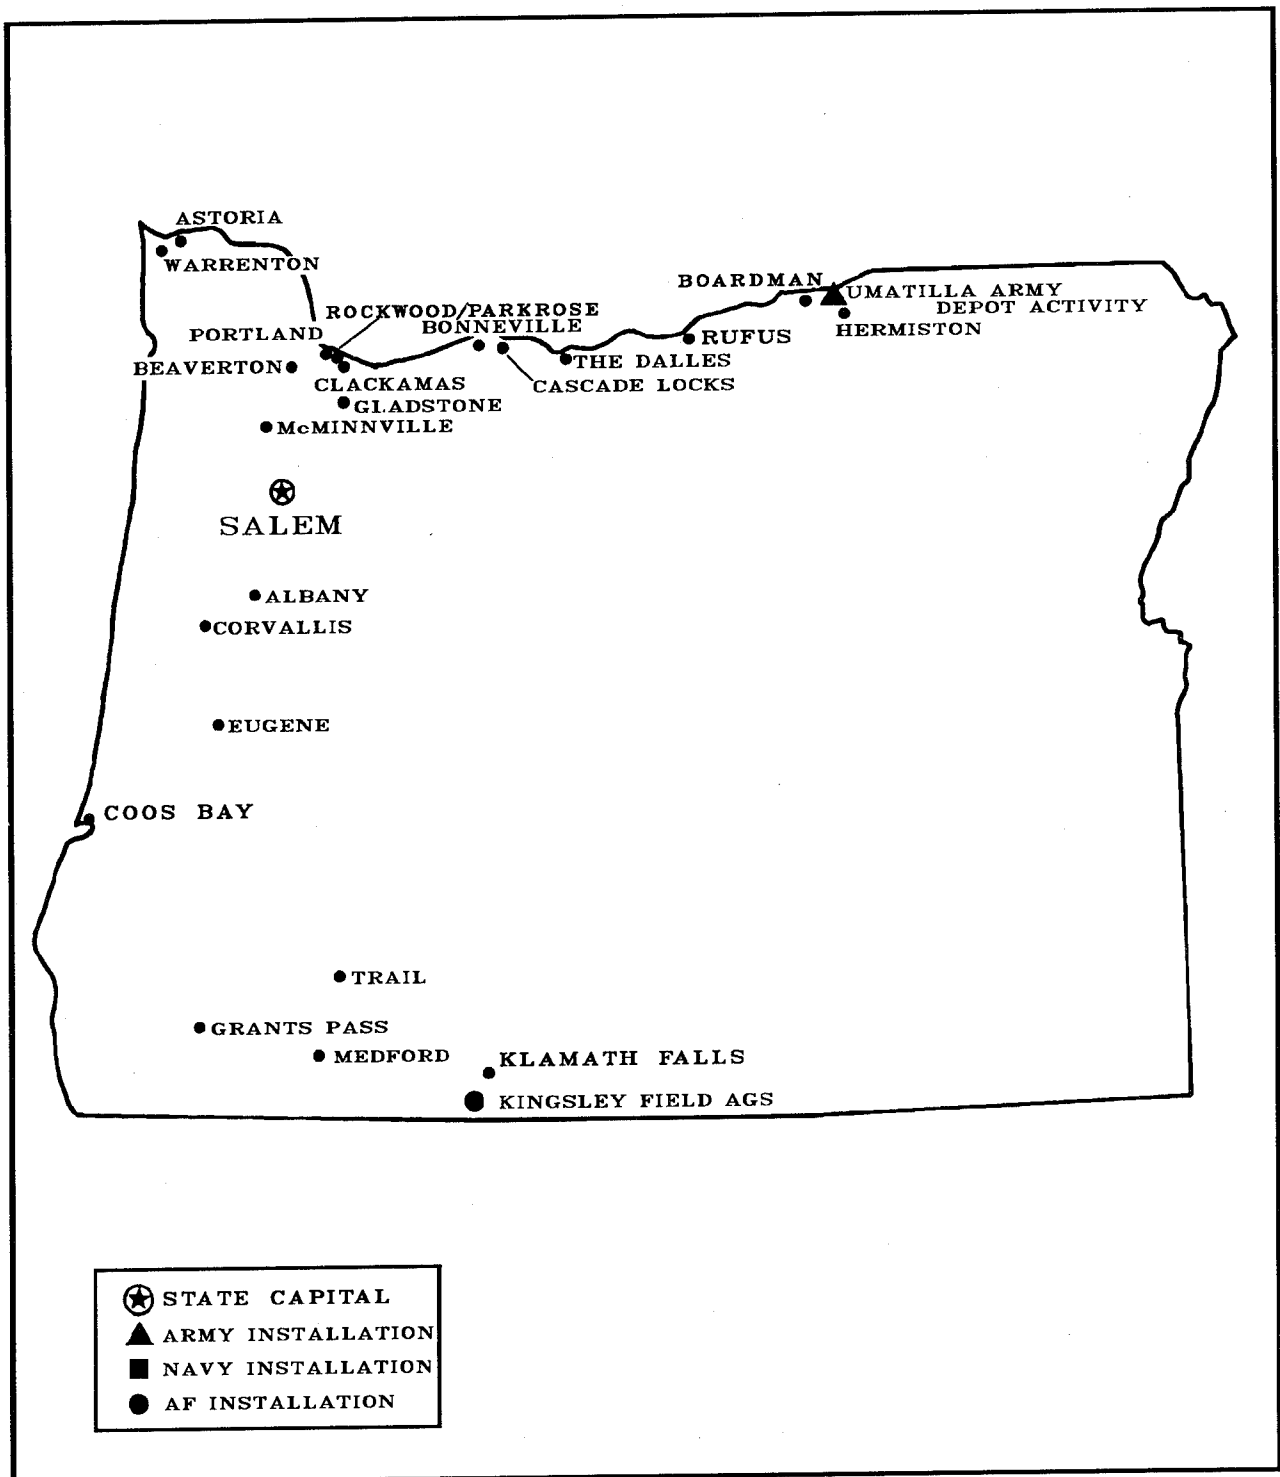 ASTORIA
WARRENTON
BOARDMAN
UMATILLA ARMY
DEPOT ACTIVITY
ROCKWOOD/PARKROSE
BONNEVILLE
HERMISTON
PORTLAND
RUFUS
THE DALLES
BEAVERTON
CLACKAMAS
CASCADE LOCKS
GLADSTONE
McMINNVILLE
SALEM
ALBANY
CORVALLIS
EUGENE
COOS BAY
TRAIL
GRANTS PASS
MEDFORD
KLAMATH FALLS
KINGSLEY FIELD AGS
STATE CAPITAL
ARMY INSTALLATION
NAVY INSTALLATION
AF INSTALLATION